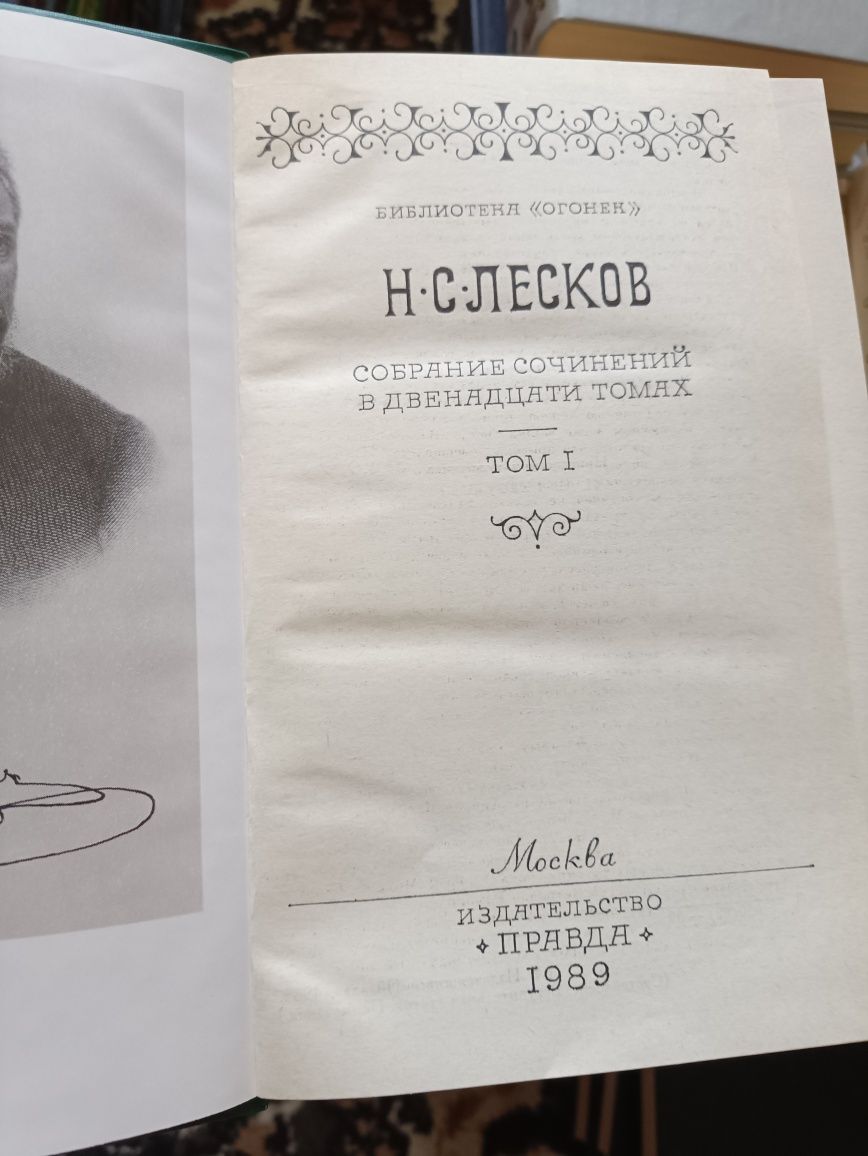 БИБЛИОТЕКА «ОГОНЕК»
Н·С·ЛЕСКОВ
СОБРАНИЕ СОЧИНЕНИЙ
В ДВЕНАДЦАТИ ТОМАХ
ТОМ I
Москва
ИЗДАТЕЛЬСТВО
ПРАВДА
1989